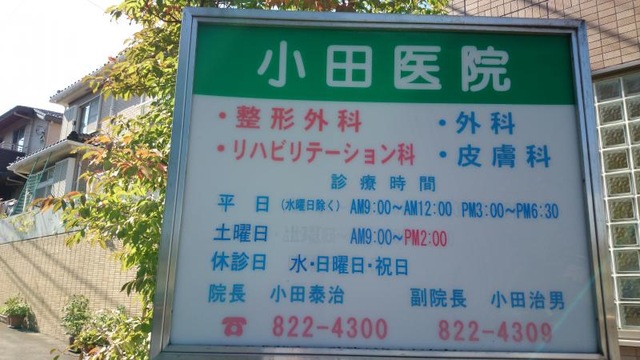 小田医院
・整形外科 ・外科
・リハビリテーション科 ・皮膚科
診療時間
平日(水曜日除く) AM9:00〜AM12:00 PM3:00〜PM6:30
土曜日 AM9:00〜PM2:00
休診日 水・日曜日・祝日
院長 小田泰治 副院長 小田治男
☎ 822-4300 822-4309